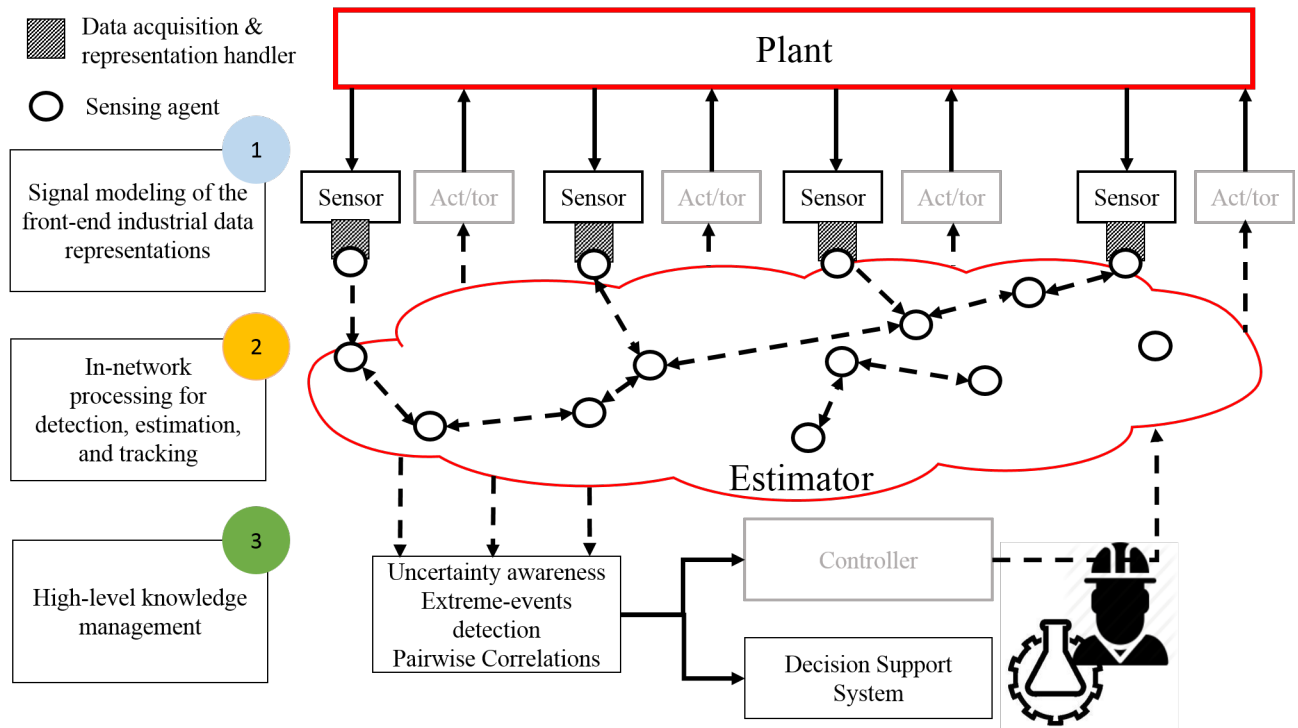 Data acquisition &
representation handler
Sensing agent
Plant
1
Signal modeling of the
front-end industrial data
representations
Sensor
Act/tor
Sensor
Act/tor
Sensor
Act/tor
Sensor
Act/tor
2
In-network
processing for
detection, estimation,
and tracking
Estimator
3
High-level knowledge
management
Uncertainty awareness
Extreme-events
detection
Pairwise Correlations
Controller
Decision Support
System